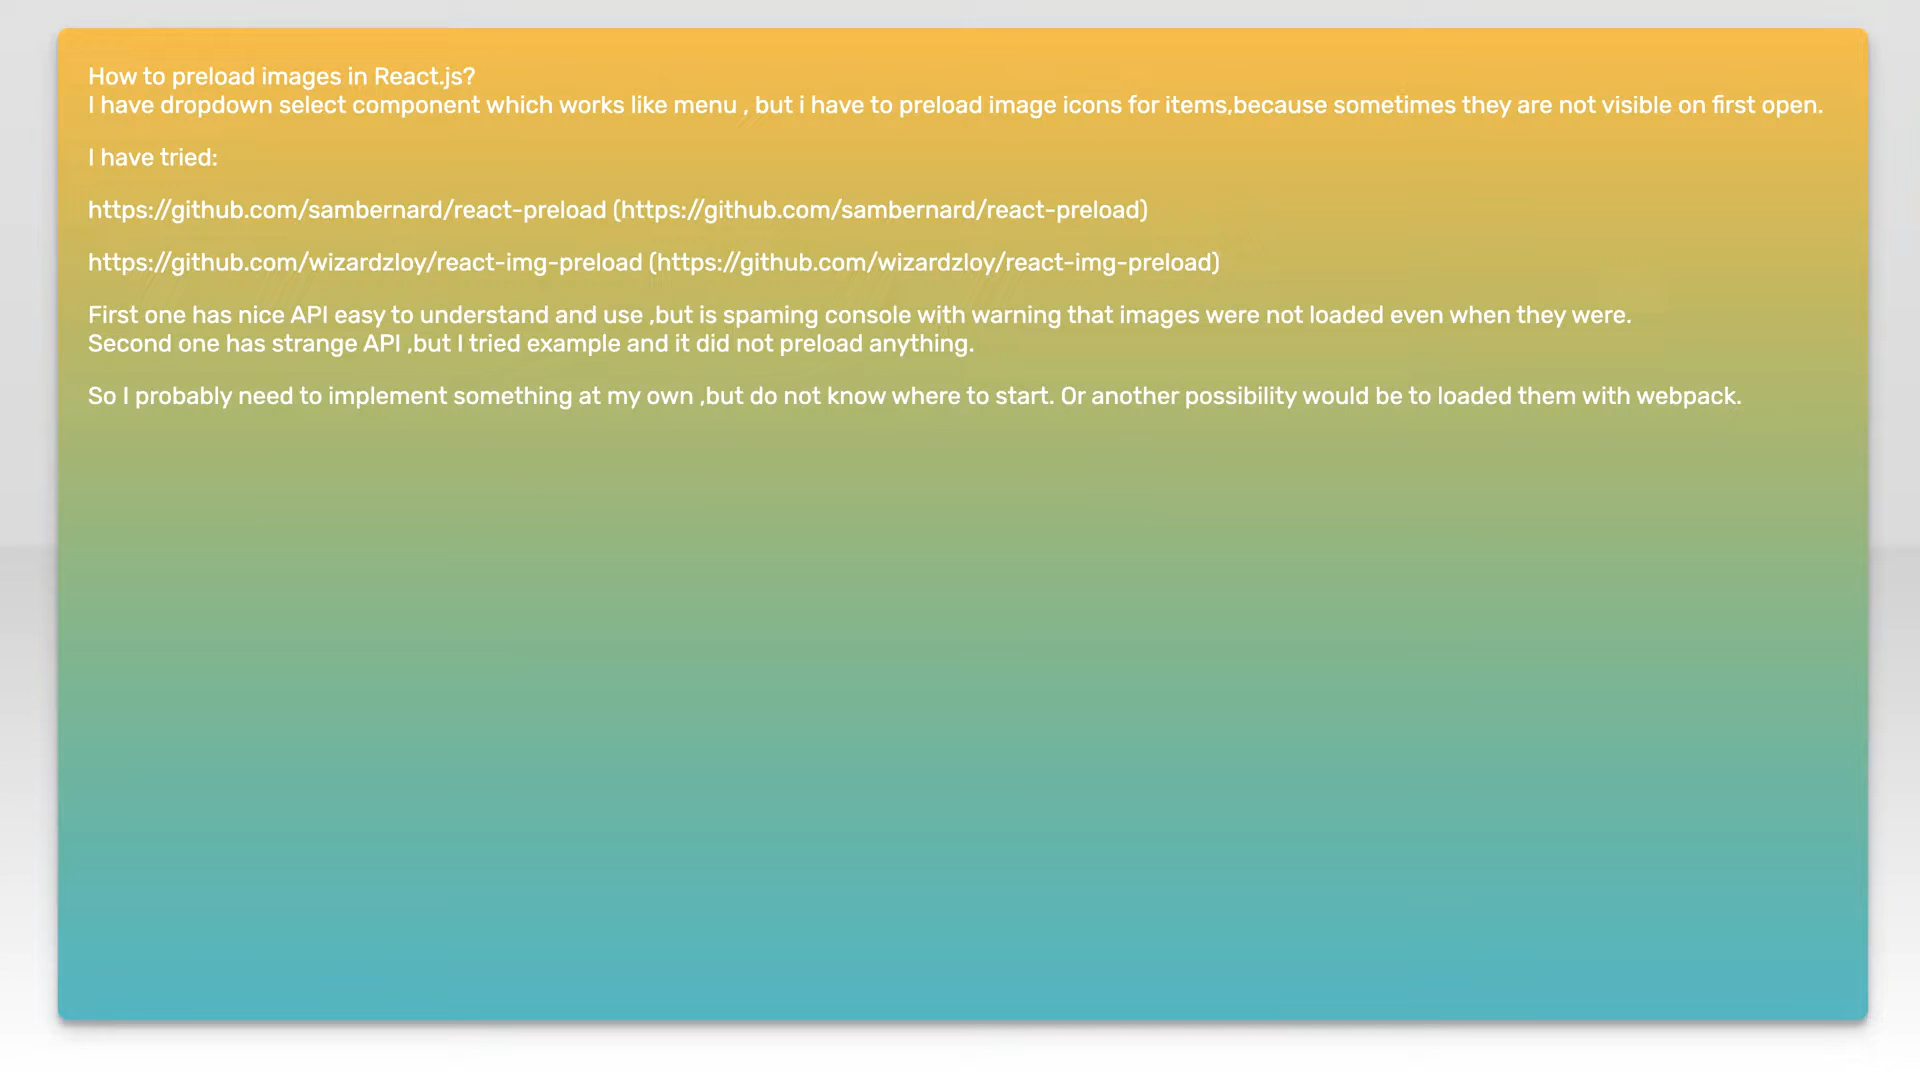 How to preload images in React.js?
I have dropdown select component which works like menu , but i have to preload image icons for items,because sometimes they are not visible on first open.
I have tried:
https://github.com/sambernard/react-preload (https://github.com/sambernard/react-preload)
https://github.com/wizardzloy/react-img-preload (https://github.com/wizardzloy/react-img-preload)
First one has nice API easy to understand and use ,but is spaming console with warning that images were not loaded even when they were.
Second one has strange API ,but I tried example and it did not preload anything.
So I probably need to implement something at my own ,but do not know where to start. Or another possibility would be to loaded them with webpack.